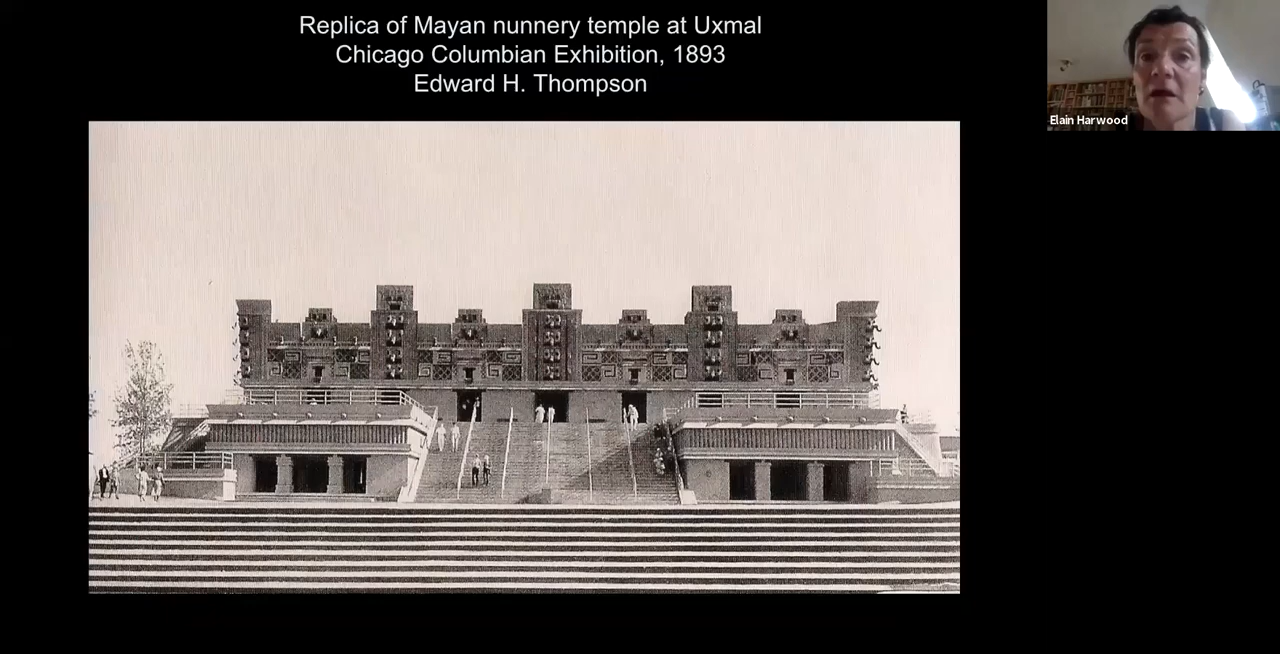 Replica of Mayan nunnery temple at Uxmal
Chicago Columbian Exhibition, 1893
Edward H. Thompson
Elain Harwood